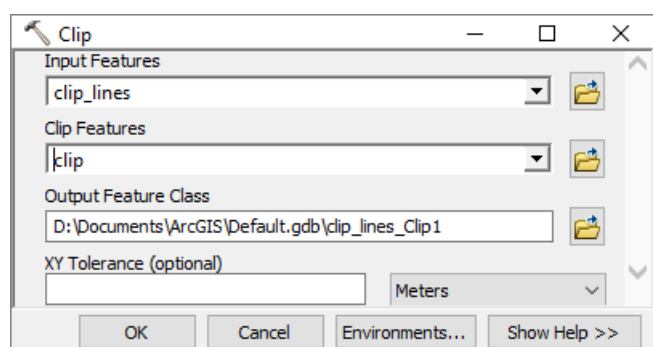 Clip
Input Features
clip_lines
Clip Features
clip
Output Feature Class
D:\Documents\ArcGIS\Default.gdb\clip_lines_Clip1
XY Tolerance (optional)
Meters
OK Cancel Environments... Show Help >>